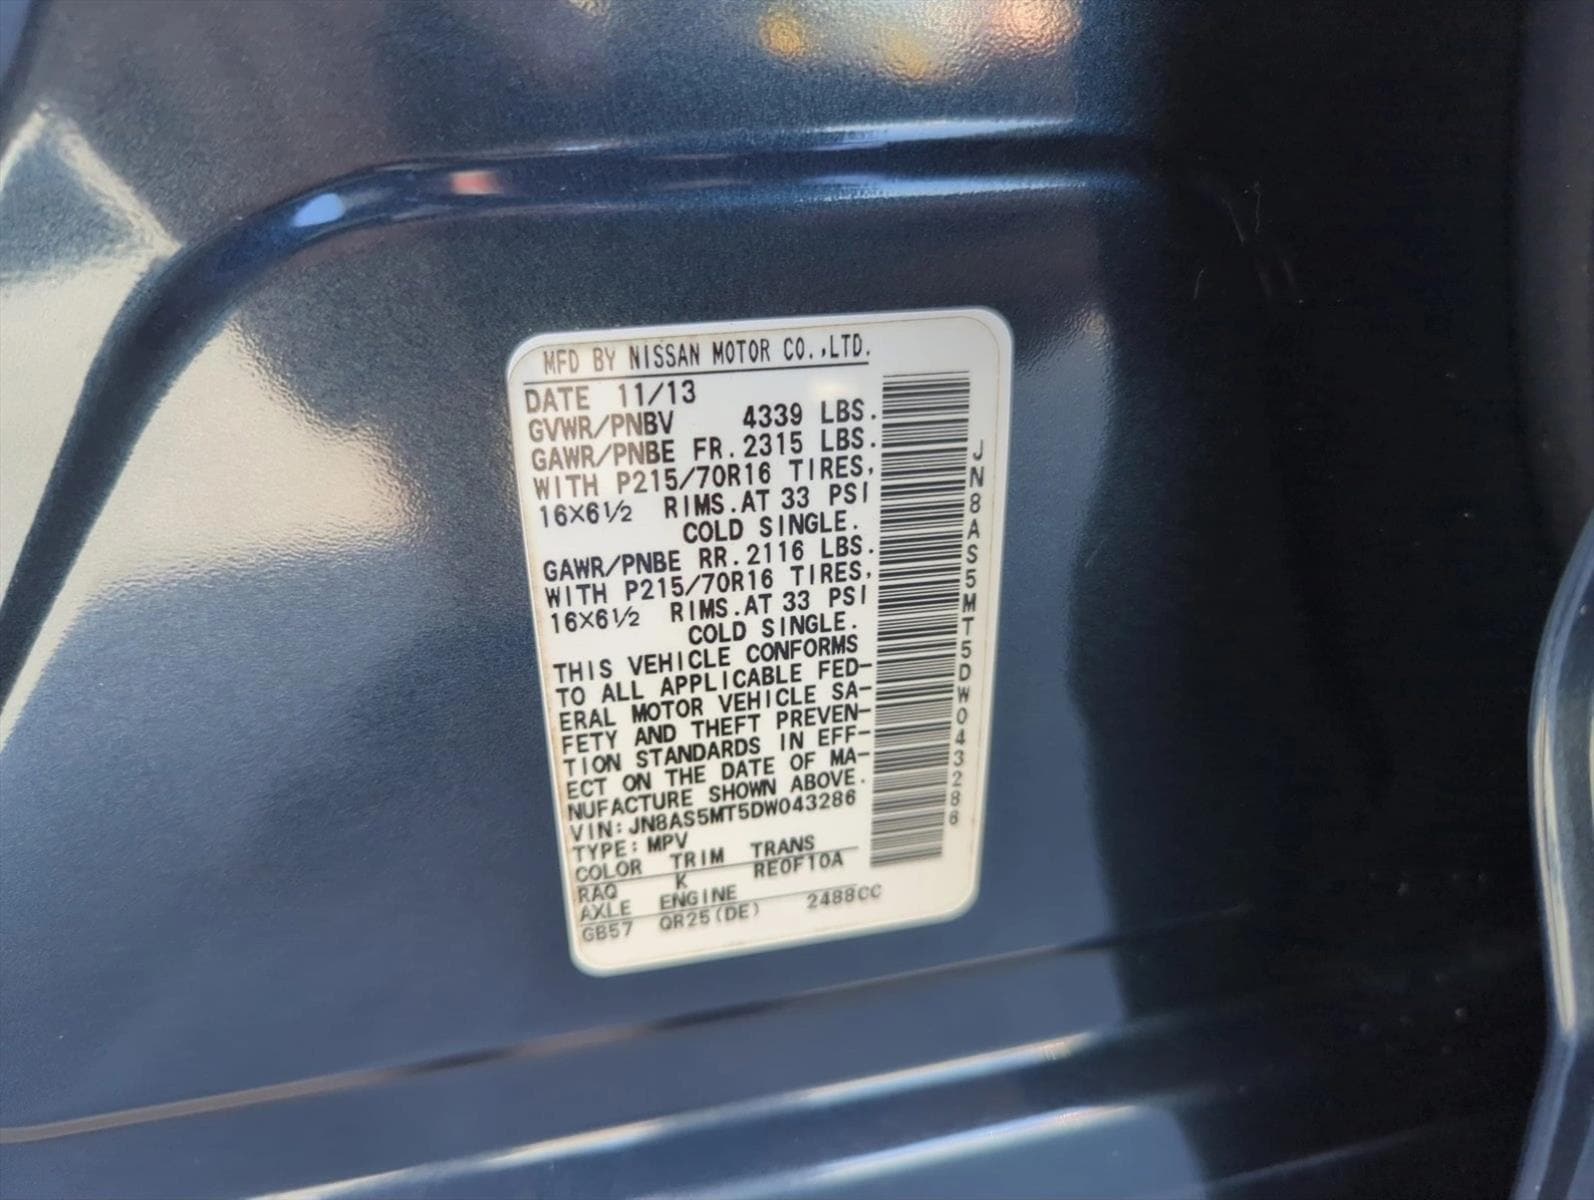 MFD BY NISSAN MOTOR CO.,LTD.
DATE 11/13
GVWR/PNBV 4339 LBS.
GAWR/PNBE FR.2315 LBS.
WITH P215/70R16 TIRES,
16×6½ RIMS.AT 33 PSI
COLD SINGLE.
GAWR/PNBE RR.2116 LBS.
WITH P215/70R16 TIRES,
16×6½ RIMS.AT 33 PSI
COLD SINGLE.
THIS VEHICLE CONFORMS
TO ALL APPLICABLE FED-
ERAL MOTOR VEHICLE SA-
FETY AND THEFT PREVEN-
TION STANDARDS IN EFF-
ECT ON THE DATE OF MA-
NUFACTURE SHOWN ABOVE.
VIN:JN8AS5MT5DW043286
TYPE:MPV
COLOR TRIM TRANS
RAQ K RE0F10A
AXLE ENGINE
GB57 QR25(DE) 2488CC
JN8AS5MT5DW043286